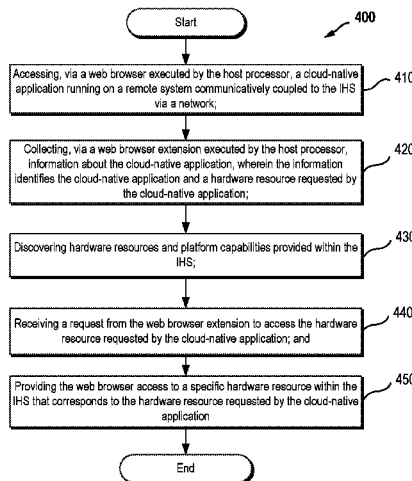 Start
400
Accessing, via a web browser executed by the host processor, a cloud-native
application running on a remote system communicatively coupled to the IHS
via a network;
410
Collecting, via a web browser extension executed by the host processor,
information about the cloud-native application, wherein the information
identifies the cloud-native application and a hardware resource requested by
the cloud-native application;
420
Discovering hardware resources and platform capabilities provided within the
IHS;
430
Receiving a request from the web browser extension to access the hardware
resource requested by the cloud-native application; and
440
Providing the web browser access to a specific hardware resource within the
IHS that corresponds to the hardware resource requested by the cloud-native
application
450
End